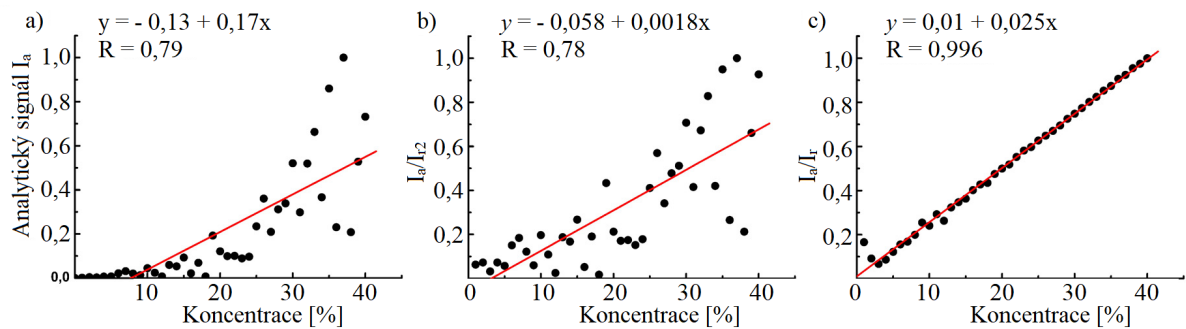 a)
y = - 0,13 + 0,17x
R = 0,79
Analytický signál Ia
1,0
0,8
0,6
0,4
0,2
0,0
10
20
30
40
Koncentrace [%]
b)
y = - 0,058 + 0,0018x
R = 0,78
Ia/Ir2
1,0
0,8
0,6
0,4
0,2
0
10
20
30
40
Koncentrace [%]
c)
y = 0,01 + 0,025x
R = 0,996
Ia/Ir
1,0
0,8
0,6
0,4
0,2
0
10
20
30
40
Koncentrace [%]